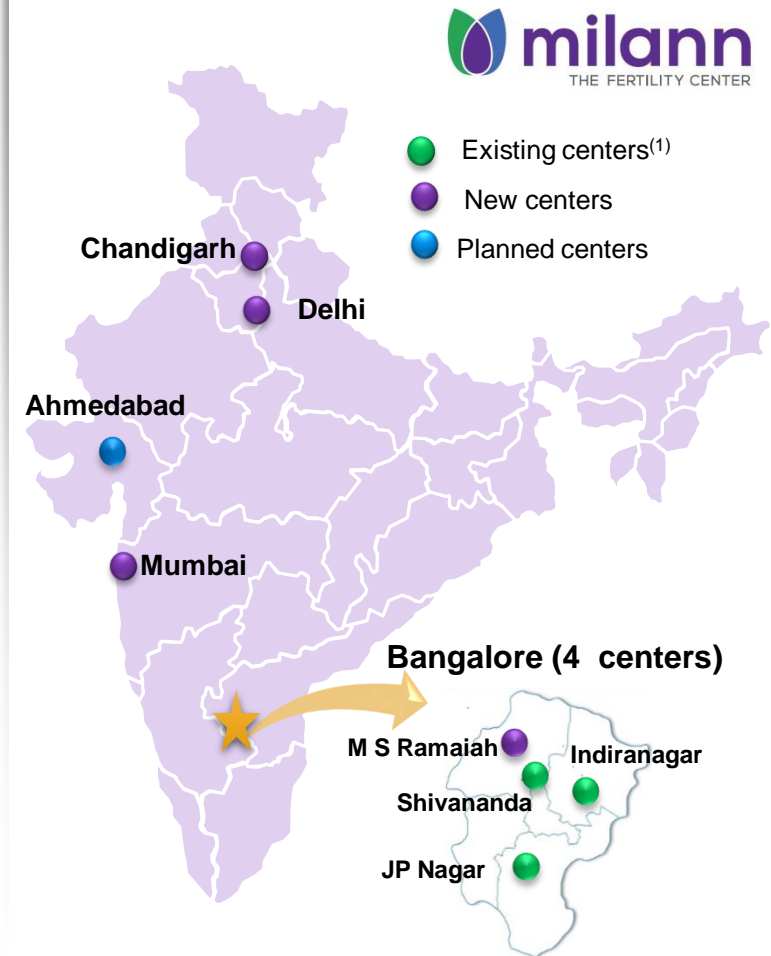 milann
THE FERTILITY CENTER
Existing centers(1)
New centers
Planned centers
Chandigarh
Delhi
Ahmedabad
Mumbai
Bangalore (4 centers)
M S Ramaiah
Indiranagar
Shivananda
JP Nagar